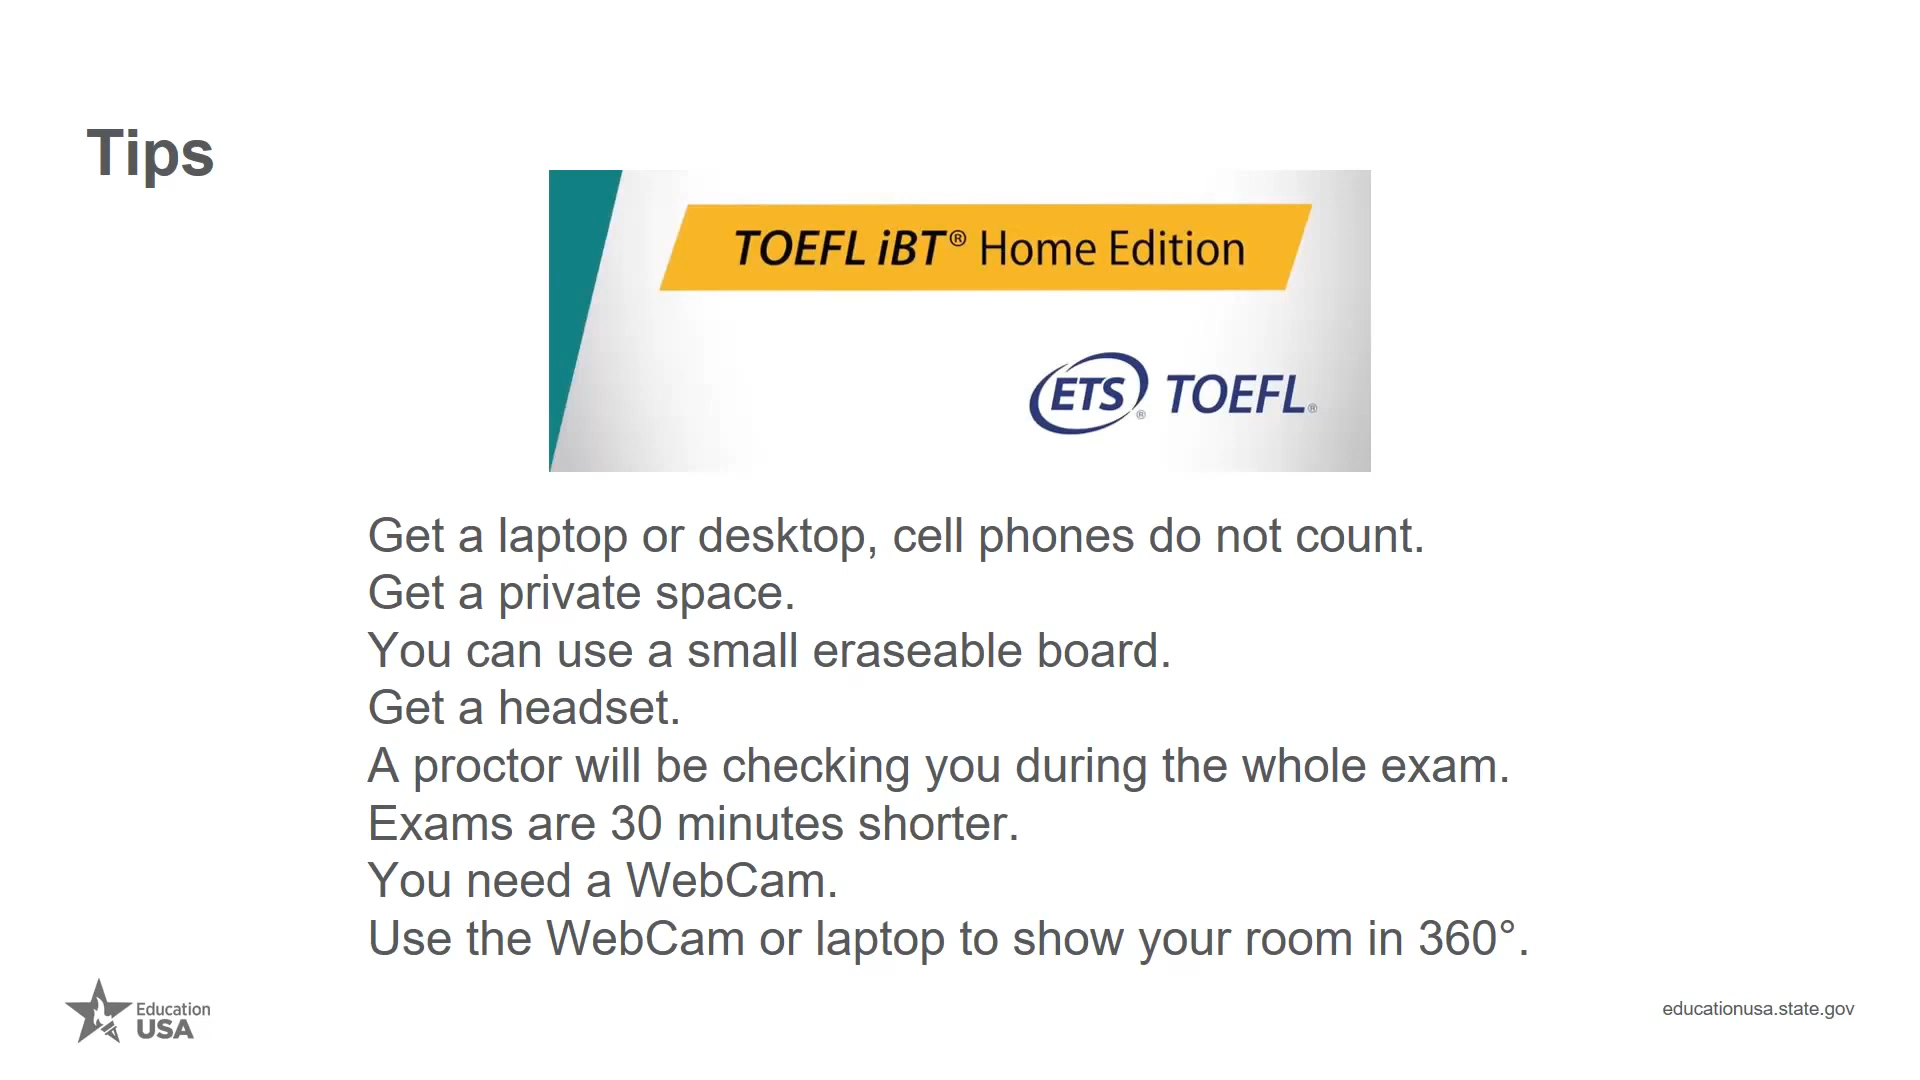 Tips
TOEFL iBT® Home Edition
ETS® TOEFL®
Get a laptop or desktop, cell phones do not count.
Get a private space.
You can use a small eraseable board.
Get a headset.
A proctor will be checking you during the whole exam.
Exams are 30 minutes shorter.
You need a WebCam.
Use the WebCam or laptop to show your room in 360°.
Education
USA
educationusa.state.gov